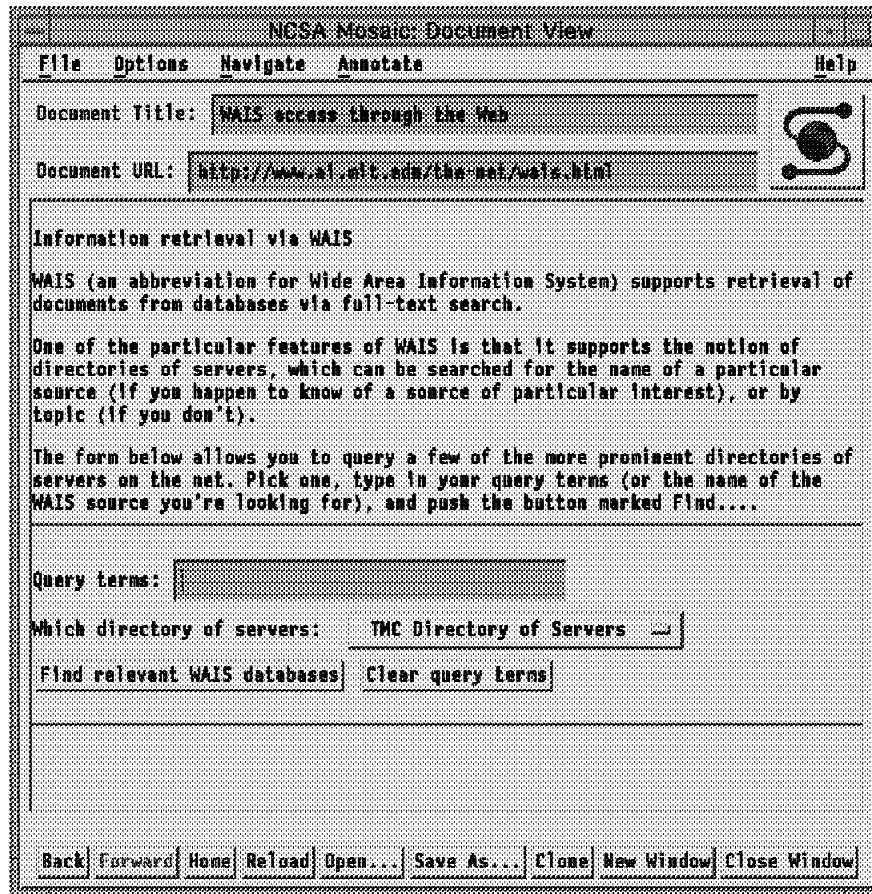 NCSA Mosaic: Document View
File Options Navigate Annotate Help
Document Title: WAIS access through the Web
Document URL: http://www.ai.mit.edu/the-net/wais.html
Information retrieval via WAIS
WAIS (an abbreviation for Wide Area Information System) supports retrieval of
documents from databases via full-text search.
One of the particular features of WAIS is that it supports the notion of
directories of servers, which can be searched for the name of a particular
source (if you happen to know of a source of particular interest), or by
topic (if you don't).
The form below allows you to query a few of the more prominent directories of
servers on the net. Pick one, type in your query terms (or the name of the
WAIS source you're looking for), and push the button marked Find....
Query terms:
Which directory of servers: TMC Directory of Servers
Find relevant WAIS databases Clear query terms
Back Forward Home Reload Open... Save As... Clone New Window Close Window